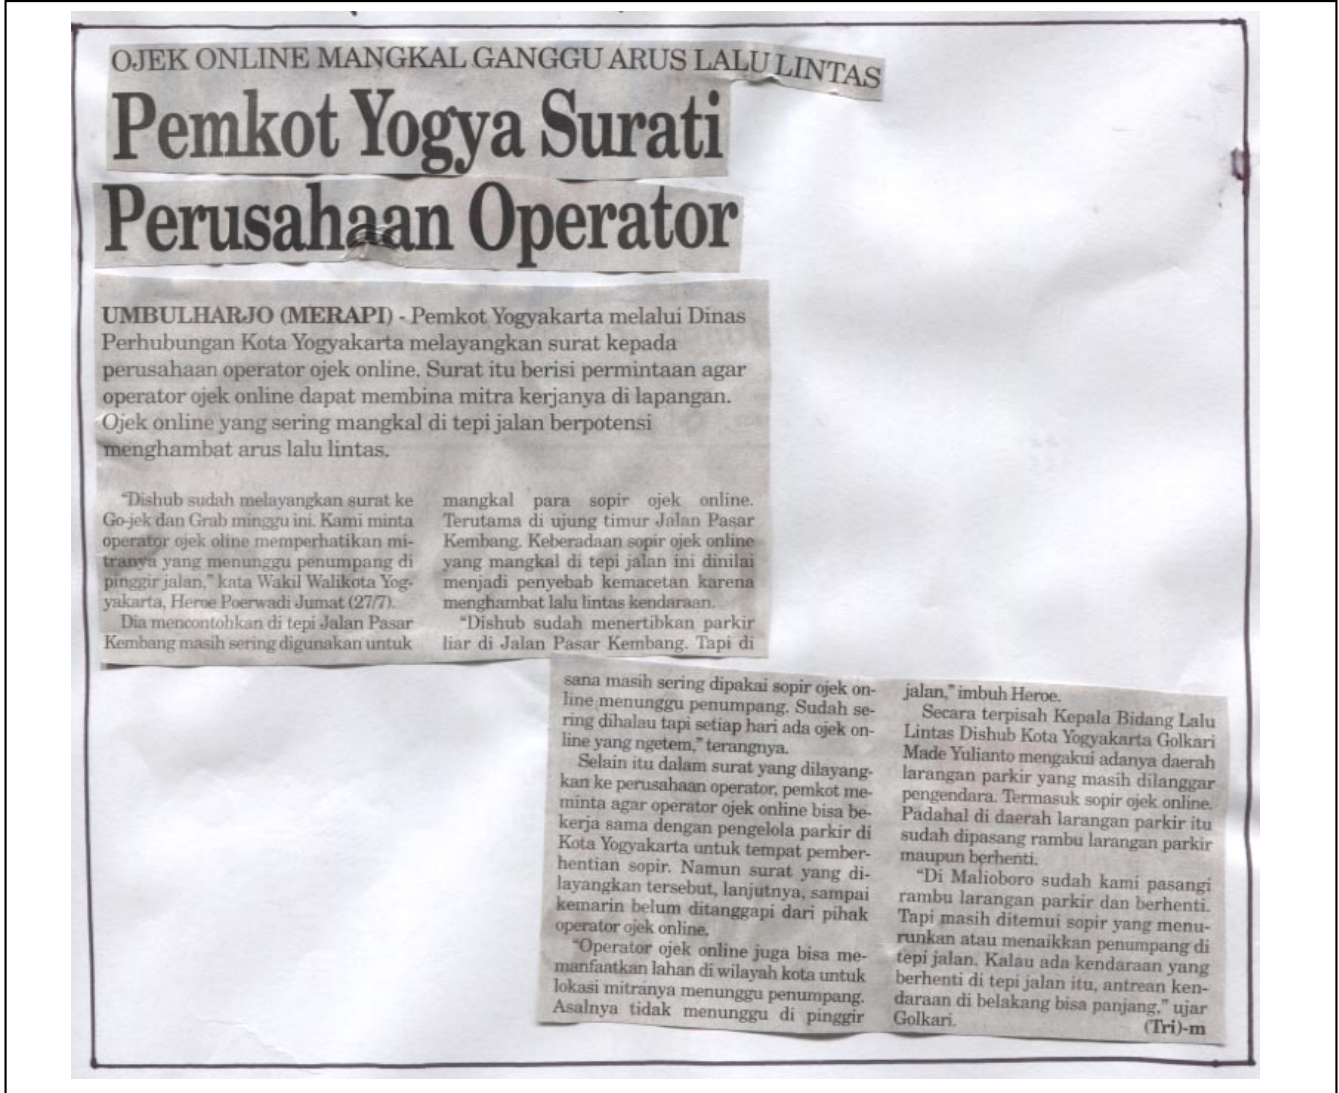 OJEK ONLINE MANGKAL GANGGU ARUS LALU LINTAS
Pemkot Yogya Surati
Perusahaan Operator
UMBULHARJO (MERAPI) - Pemkot Yogyakarta melalui Dinas
Perhubungan Kota Yogyakarta melayangkan surat kepada
perusahaan operator ojek online. Surat itu berisi permintaan agar
operator ojek online dapat membina mitra kerjanya di lapangan.
Ojek online yang sering mangkal di tepi jalan berpotensi
menghambat arus lalu lintas.
"Dishub sudah melayangkan surat ke
Go-jek dan Grab minggu ini. Kami minta
operator ojek oline memperhatikan mi-
tranya yang menunggu penumpang di
pinggir jalan," kata Wakil Walikota Yog-
yakarta, Heroe Poerwadi Jumat (27/7).
Dia mencontohkan di tepi Jalan Pasar
Kembang masih sering digunakan untuk
mangkal para sopir ojek online.
Terutama di ujung timur Jalan Pasar
Kembang. Keberadaan sopir ojek online
yang mangkal di tepi jalan ini dinilai
menjadi penyebab kemacetan karena
menghambat lalu lintas kendaraan.
"Dishub sudah menertibkan parkir
liar di Jalan Pasar Kembang. Tapi di
sana masih sering dipakai sopir ojek on-
line menunggu penumpang. Sudah se-
ring dihalau tapi setiap hari ada ojek on-
line yang ngetem," terangnya.
Selain itu dalam surat yang dilayang-
kan ke perusahaan operator, pemkot me-
minta agar operator ojek online bisa be-
kerja sama dengan pengelola parkir di
Kota Yogyakarta untuk tempat pember-
hentian sopir. Namun surat yang di-
layangkan tersebut, lanjutnya, sampai
kemarin belum ditanggapi dari pihak
operator ojek online.
"Operator ojek online juga bisa me-
manfaatkan lahan di wilayah kota untuk
lokasi mitranya menunggu penumpang.
Asalnya tidak menunggu di pinggir
jalan," imbuh Heroe.
Secara terpisah Kepala Bidang Lalu
Lintas Dishub Kota Yogyakarta Golkari
Made Yulianto mengakui adanya daerah
larangan parkir yang masih dilanggar
pengendara. Termasuk sopir ojek online.
Padahal di daerah larangan parkir itu
sudah dipasang rambu larangan parkir
maupun berhenti.
"Di Malioboro sudah kami pasangi
rambu larangan parkir dan berhenti.
Tapi masih ditemui sopir yang menu-
runkan atau menaikkan penumpang di
tepi jalan. Kalau ada kendaraan yang
berhenti di tepi jalan itu, antrean ken-
daraan di belakang bisa panjang," ujar
Golkari. (Tri)-m